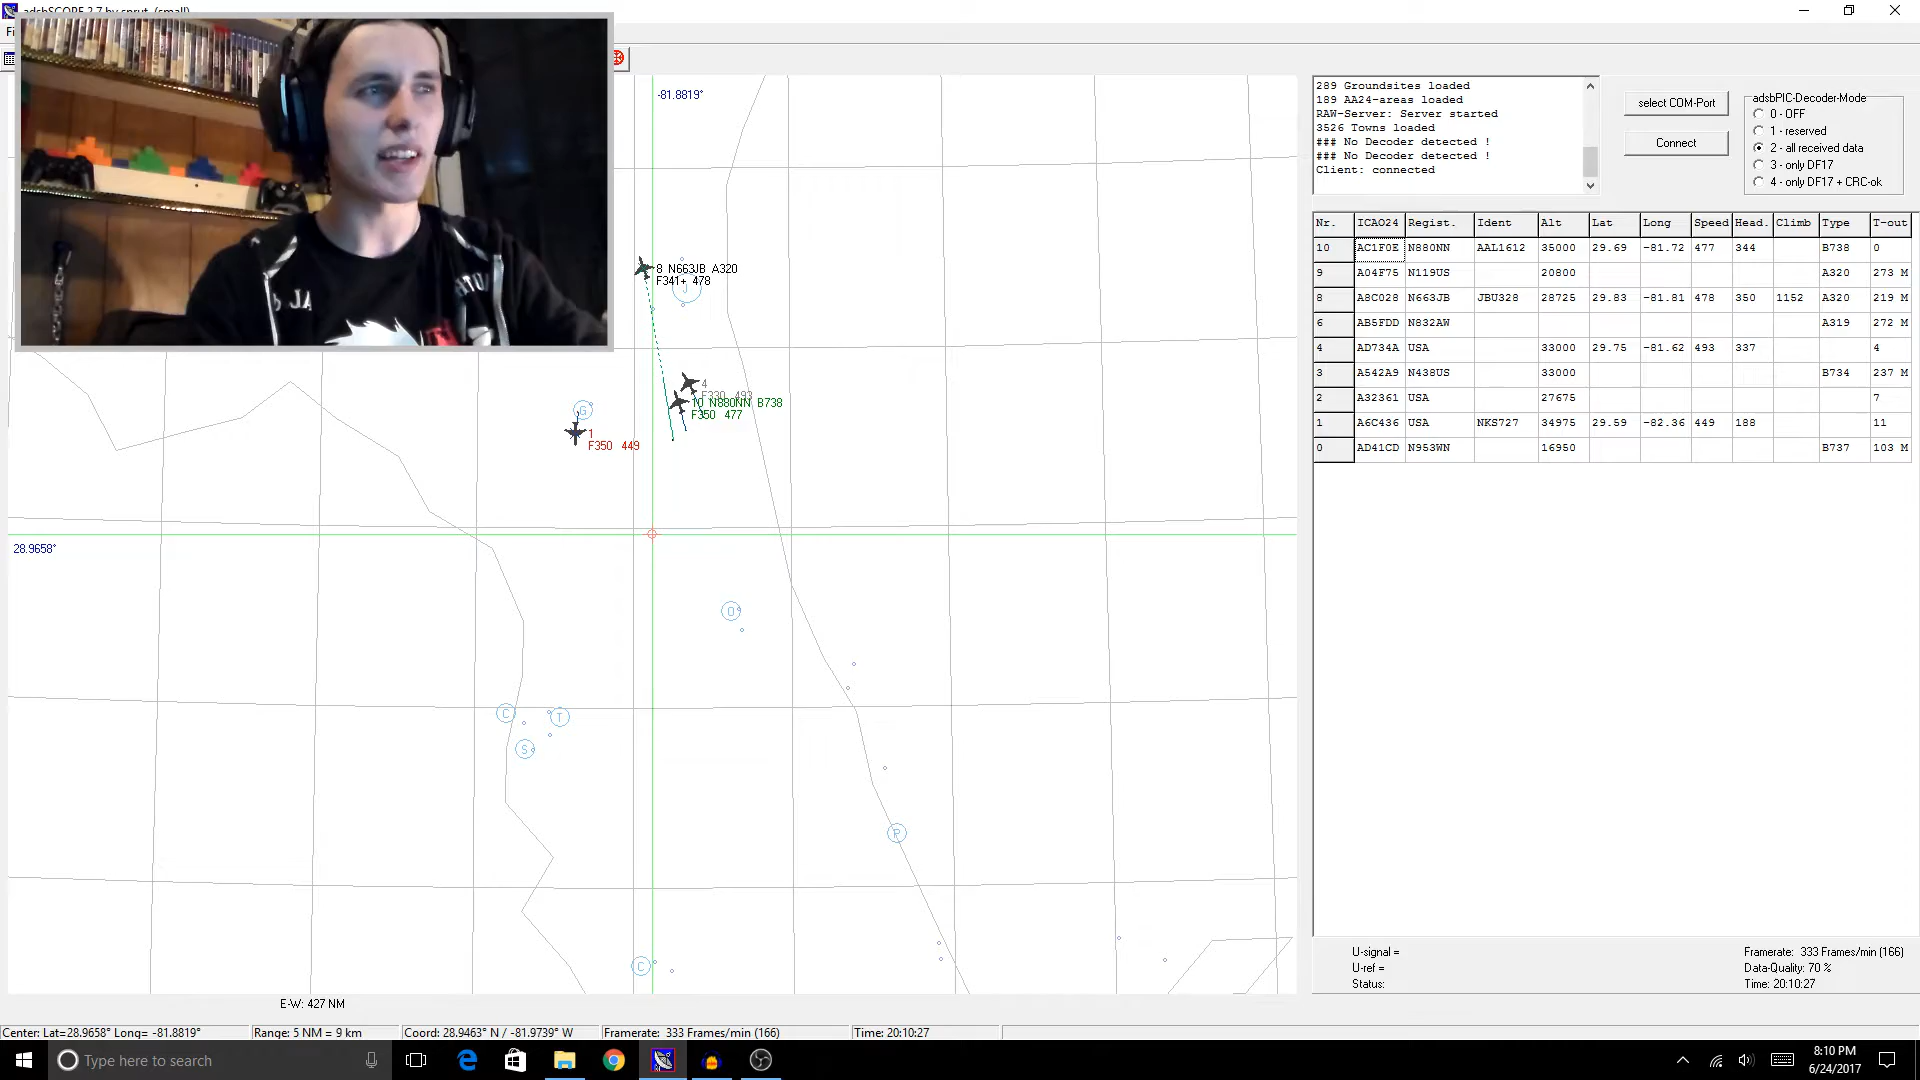 adsbSCOPE 2.7 by sprut (small)
Fi
289 Groundsites loaded
189 AA24-areas loaded
RAW-Server: Server started
3526 Towns loaded
### No Decoder detected !
### No Decoder detected !
Client: connected
select COM-Port
Connect
adsbPIC-Decoder-Mode
0 - OFF
1 - reserved
2 - all received data
3 - only DF17
4 - only DF17 + CRC-ok
Nr. ICAO24 Regist. Ident Alt Lat Long Speed Head. Climb Type T-out
10 AC1F0E N880NN AAL1612 35000 29.69 -81.72 477 344 B738 0
9 A04F75 N119US 20800 A320 273 M
8 A8C028 N663JB JBU328 28725 29.83 -81.81 478 350 1152 A320 219 M
6 AB5FDD N832AW A319 272 M
4 AD734A USA 33000 29.75 -81.62 493 337 4
3 A542A9 N438US 33000 B734 237 M
2 A32361 USA 27675 7
1 A6C436 USA NKS727 34975 29.59 -82.36 449 188 11
0 AD41CD N953WN 16950 B737 103 M
-81.8819°
8 N663JB A320
F341+ 478
J
4
F330 493
10 N880NN B738
F350 477
G
1
F350 449
28.9658°
O
C
T
S
P
C
E-W: 427 NM
U-signal =
U-ref =
Status:
Framerate: 333 Frames/min (166)
Data-Quality: 70 %
Time: 20:10:27
Center: Lat=28.9658° Long= -81.8819°
Range: 5 NM = 9 km
Coord: 28.9463° N / -81.9739° W
Framerate: 333 Frames/min (166)
Time: 20:10:27
Type here to search
8:10 PM
6/24/2017